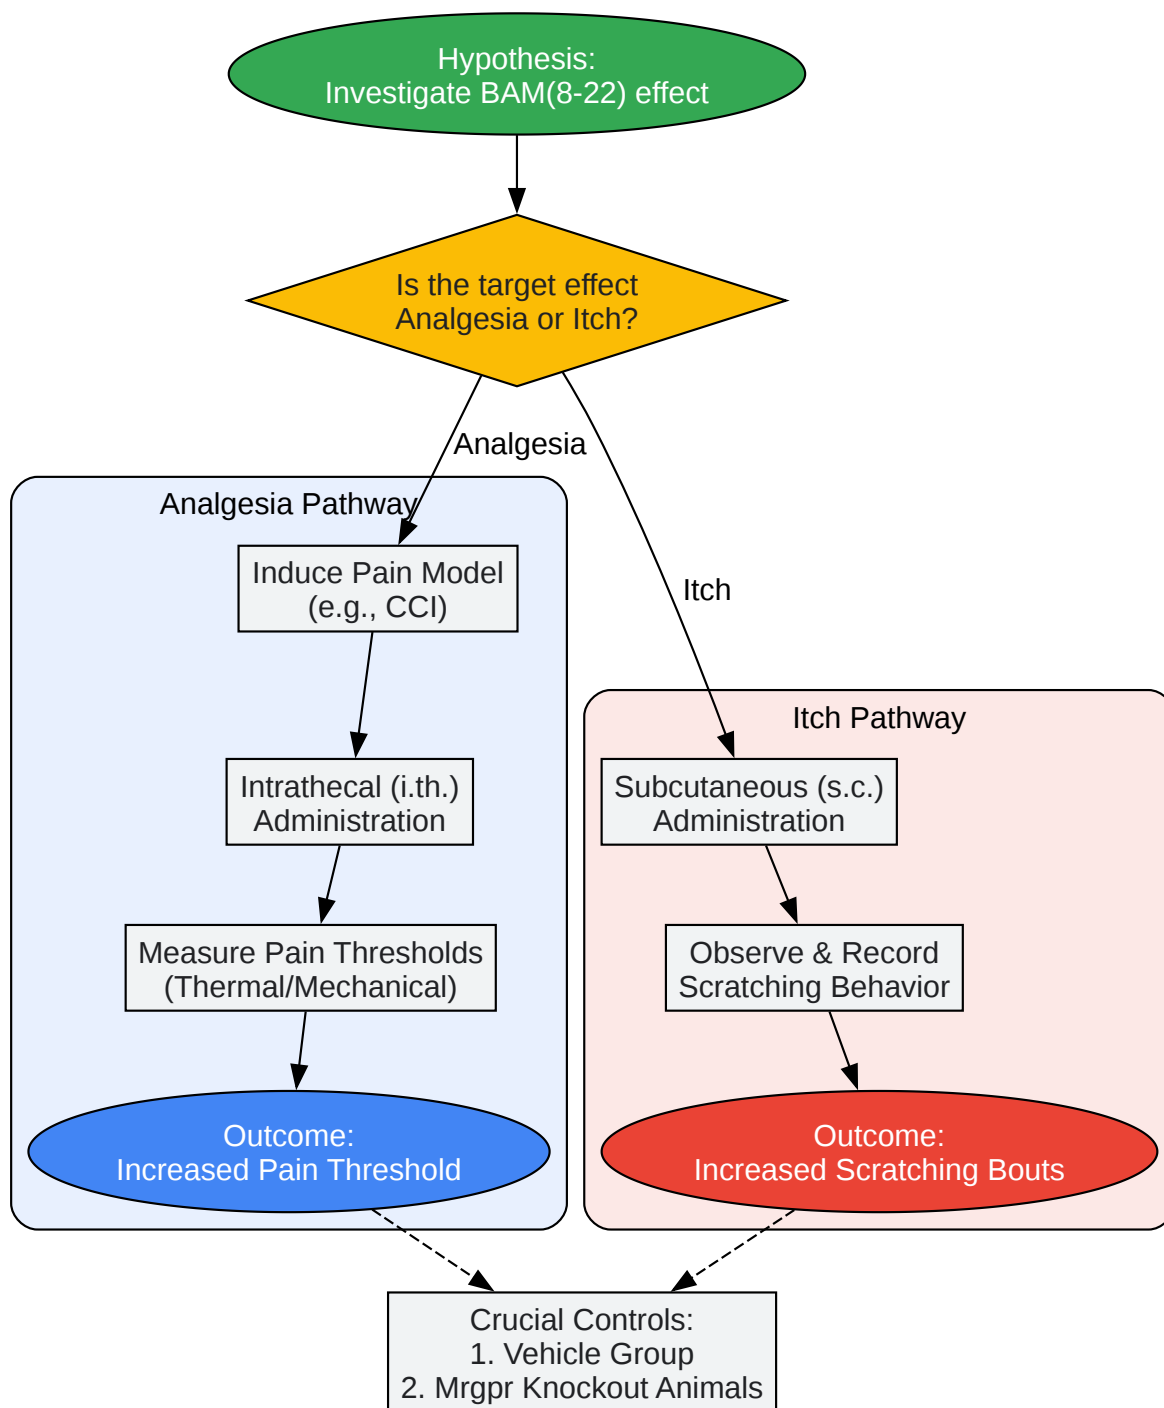 Hypothesis:
Investigate BAM(8-22) effect
Is the target effect
Analgesia or Itch?
Analgesia
Itch
Analgesia Pathway
Induce Pain Model
(e.g., CCI)
Intrathecal (i.th.)
Administration
Measure Pain Thresholds
(Thermal/Mechanical)
Outcome:
Increased Pain Threshold
Itch Pathway
Subcutaneous (s.c.)
Administration
Observe & Record
Scratching Behavior
Outcome:
Increased Scratching Bouts
Crucial Controls:
1. Vehicle Group
2. Mrgpr Knockout Animals